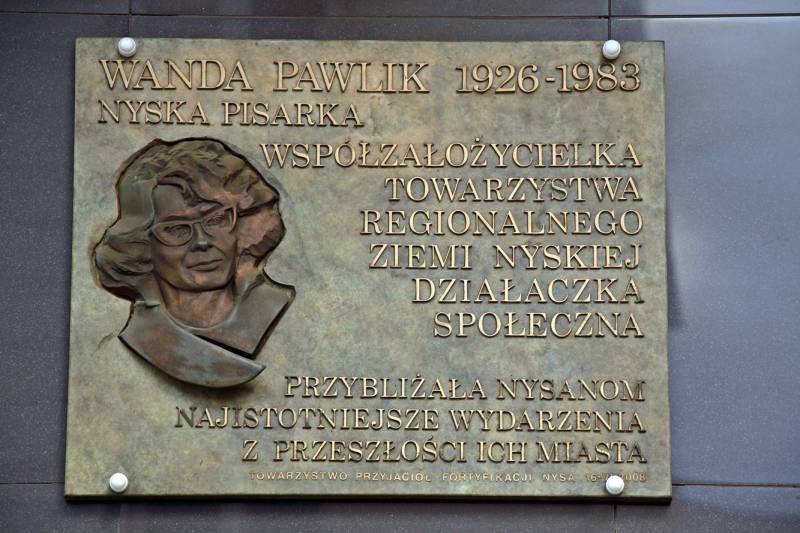 WANDA PAWLIK 1926-1983
NYSKA PISARKA
WSPÓŁZAŁOŻYCIELKA
TOWARZYSTWA
REGIONALNEGO
ZIEMI NYSKIEJ
DZIAŁACZKA
SPOŁECZNA
PRZYBLIŻAŁA NYSANOM
NAJISTOTNIEJSZE WYDARZENIA
Z PRZESZŁOŚCI ICH MIASTA
TOWARZYSTWO PRZYJACIÓŁ FORTYFIKACJI NYSA